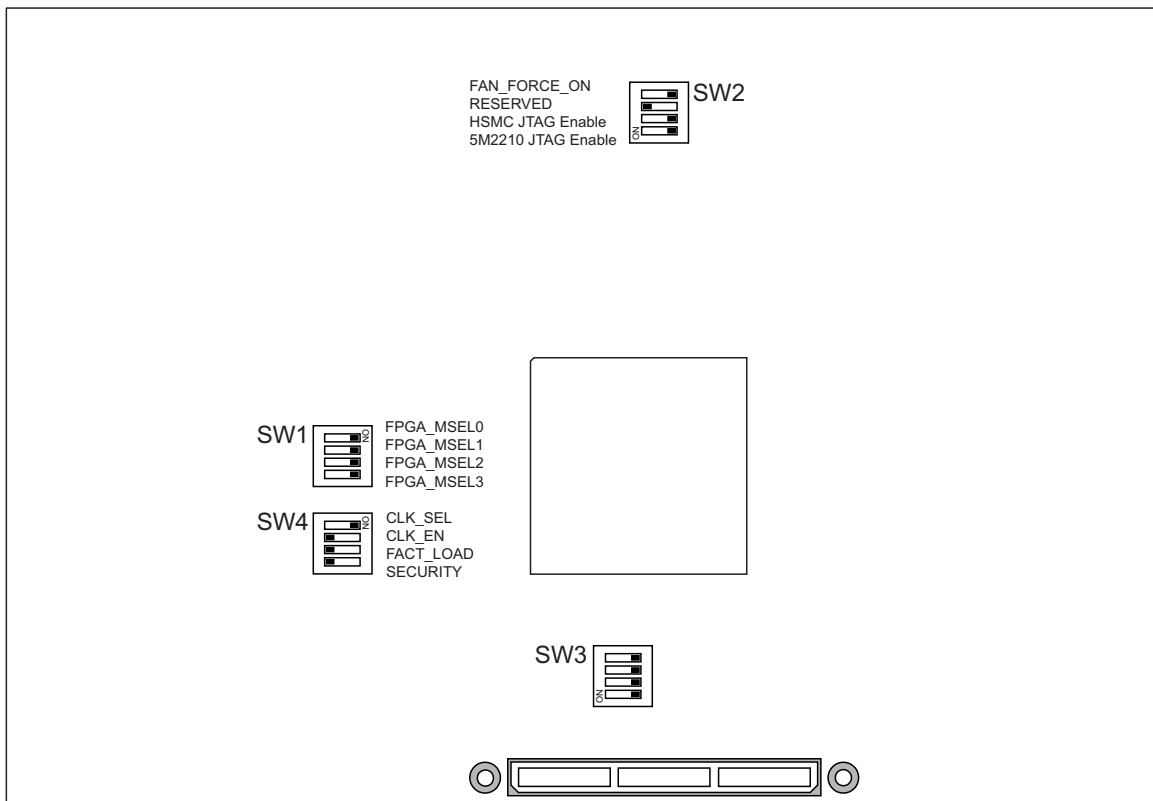 FAN_FORCE_ON
RESERVED
HSMC JTAG Enable
5M2210 JTAG Enable
ON
SW2
SW1
ON
FPGA_MSEL0
FPGA_MSEL1
FPGA_MSEL2
FPGA_MSEL3
SW4
ON
CLK_SEL
CLK_EN
FACT_LOAD
SECURITY
SW3
ON